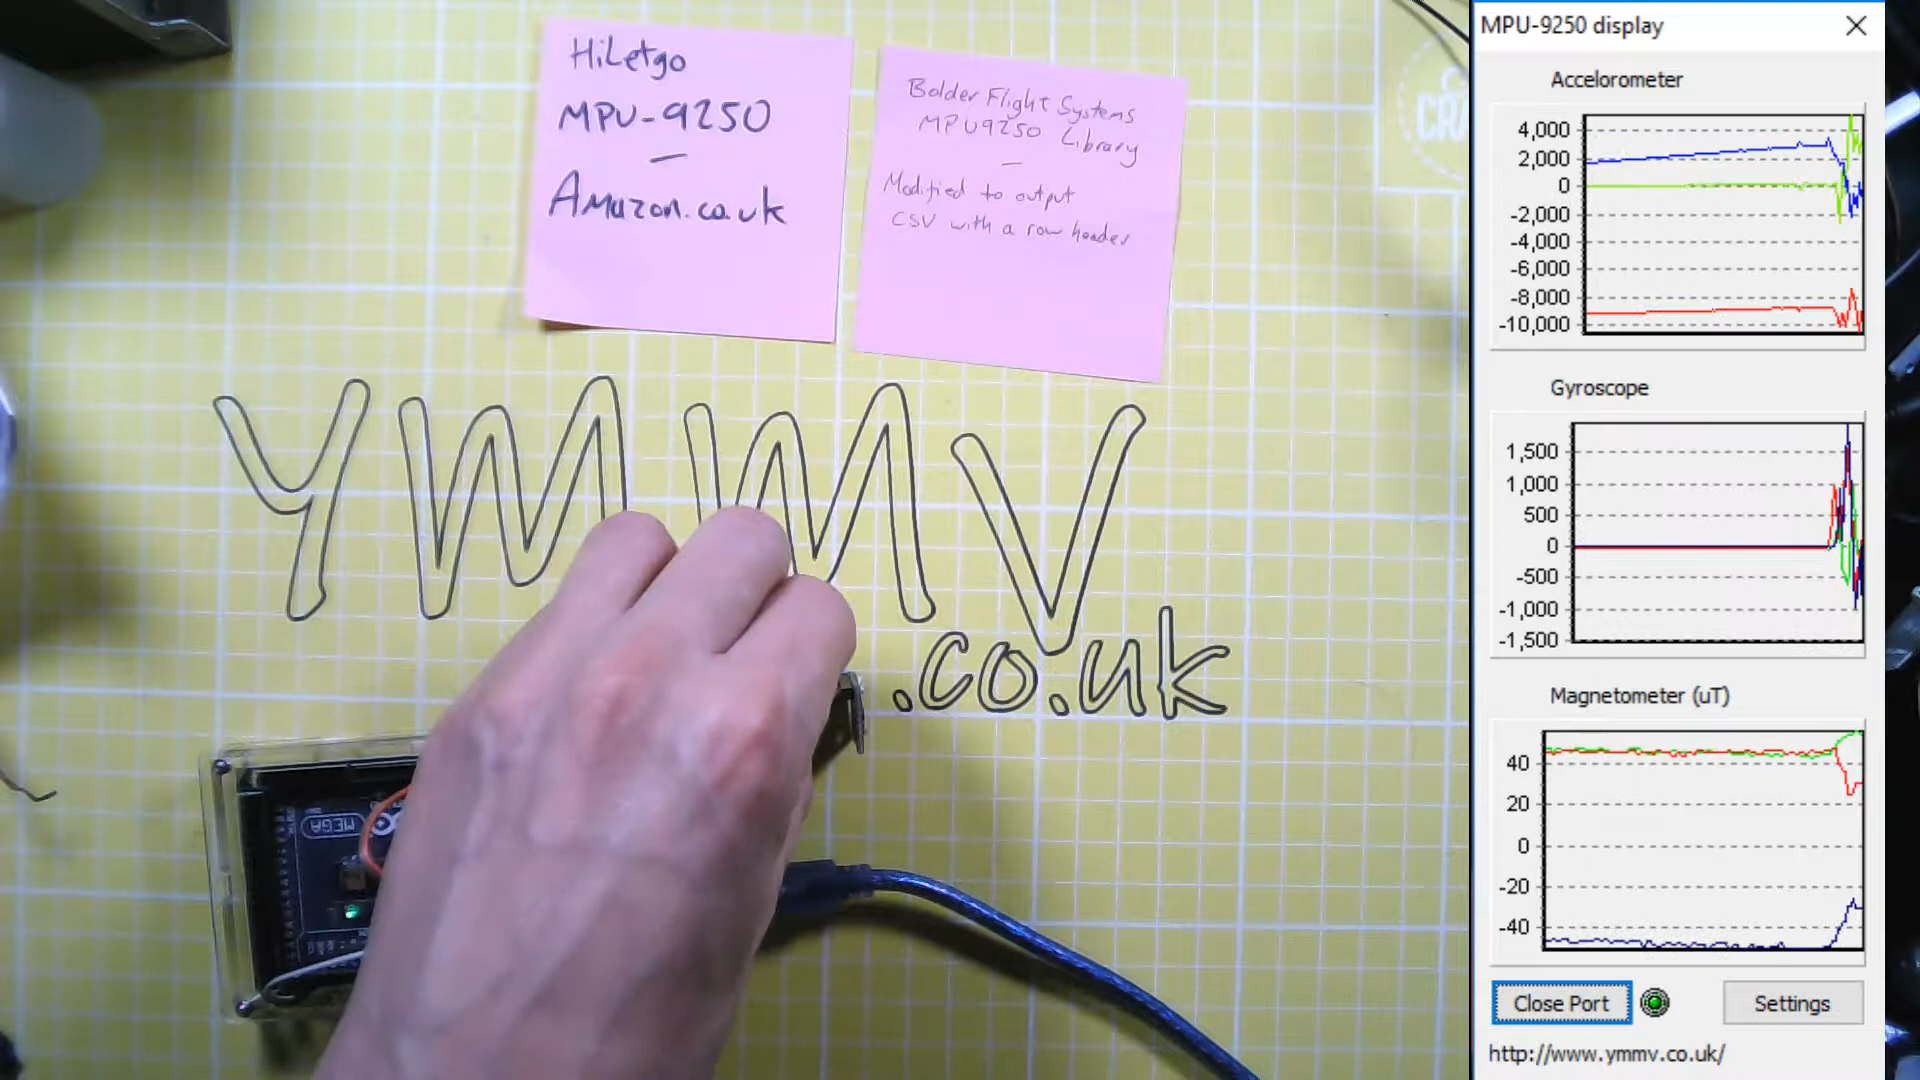 HiLetgo
MPU-9250
—
Amazon.co.uk
Bolder Flight Systems
MPU9250 Library
—
Modified to output
CSV with a row header
YMMV
.co.uk
MEGA
MPU-9250 display
Accelorometer
4,000
2,000
0
-2,000
-4,000
-6,000
-8,000
-10,000
Gyroscope
1,500
1,000
500
0
-500
-1,000
-1,500
Magnetometer (uT)
40
20
0
-20
-40
Close Port
Settings
http://www.ymmv.co.uk/